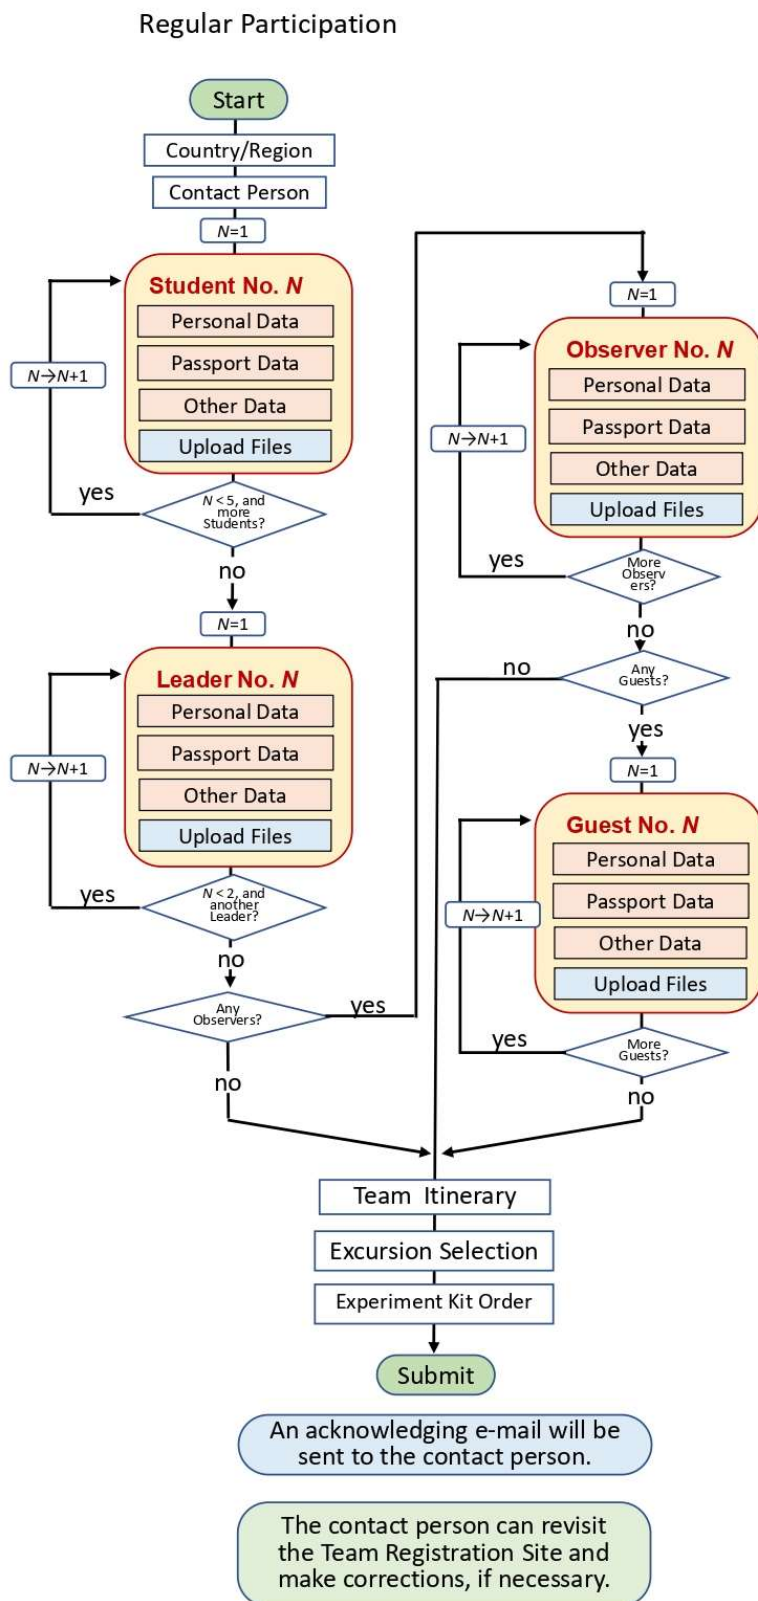 Regular Participation
Start
Country/Region
Contact Person
N=1
Student No. N
Personal Data
Passport Data
Other Data
Upload Files
N→N+1
yes
N < 5, and
more
Students?
no
N=1
Leader No. N
Personal Data
Passport Data
Other Data
Upload Files
N→N+1
yes
N < 2, and
another
Leader?
no
Any
Observers?
yes
no
N=1
Observer No. N
Personal Data
Passport Data
Other Data
Upload Files
N→N+1
yes
More
Observ
ers?
no
Any
Guests?
no
yes
N=1
Guest No. N
Personal Data
Passport Data
Other Data
Upload Files
N→N+1
yes
More
Guests?
no
Team Itinerary
Excursion Selection
Experiment Kit Order
Submit
An acknowledging e-mail will be
sent to the contact person.
The contact person can revisit
the Team Registration Site and
make corrections, if necessary.